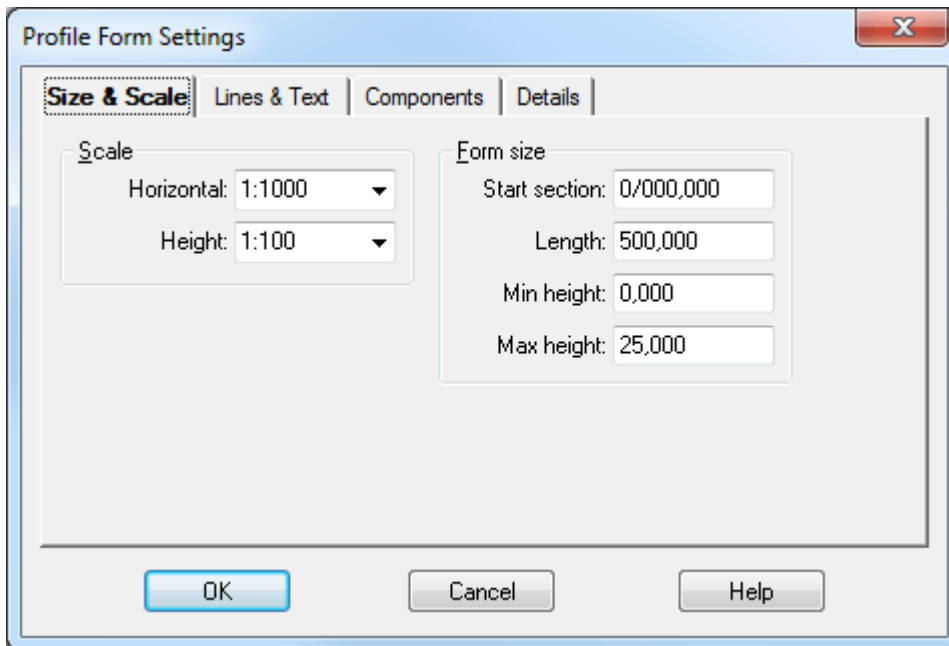 Profile Form Settings
Size & Scale Lines & Text Components Details
Scale
Horizontal: 1:1000
Height: 1:100
Form size
Start section: 0/000,000
Length: 500,000
Min height: 0,000
Max height: 25,000
OK Cancel Help